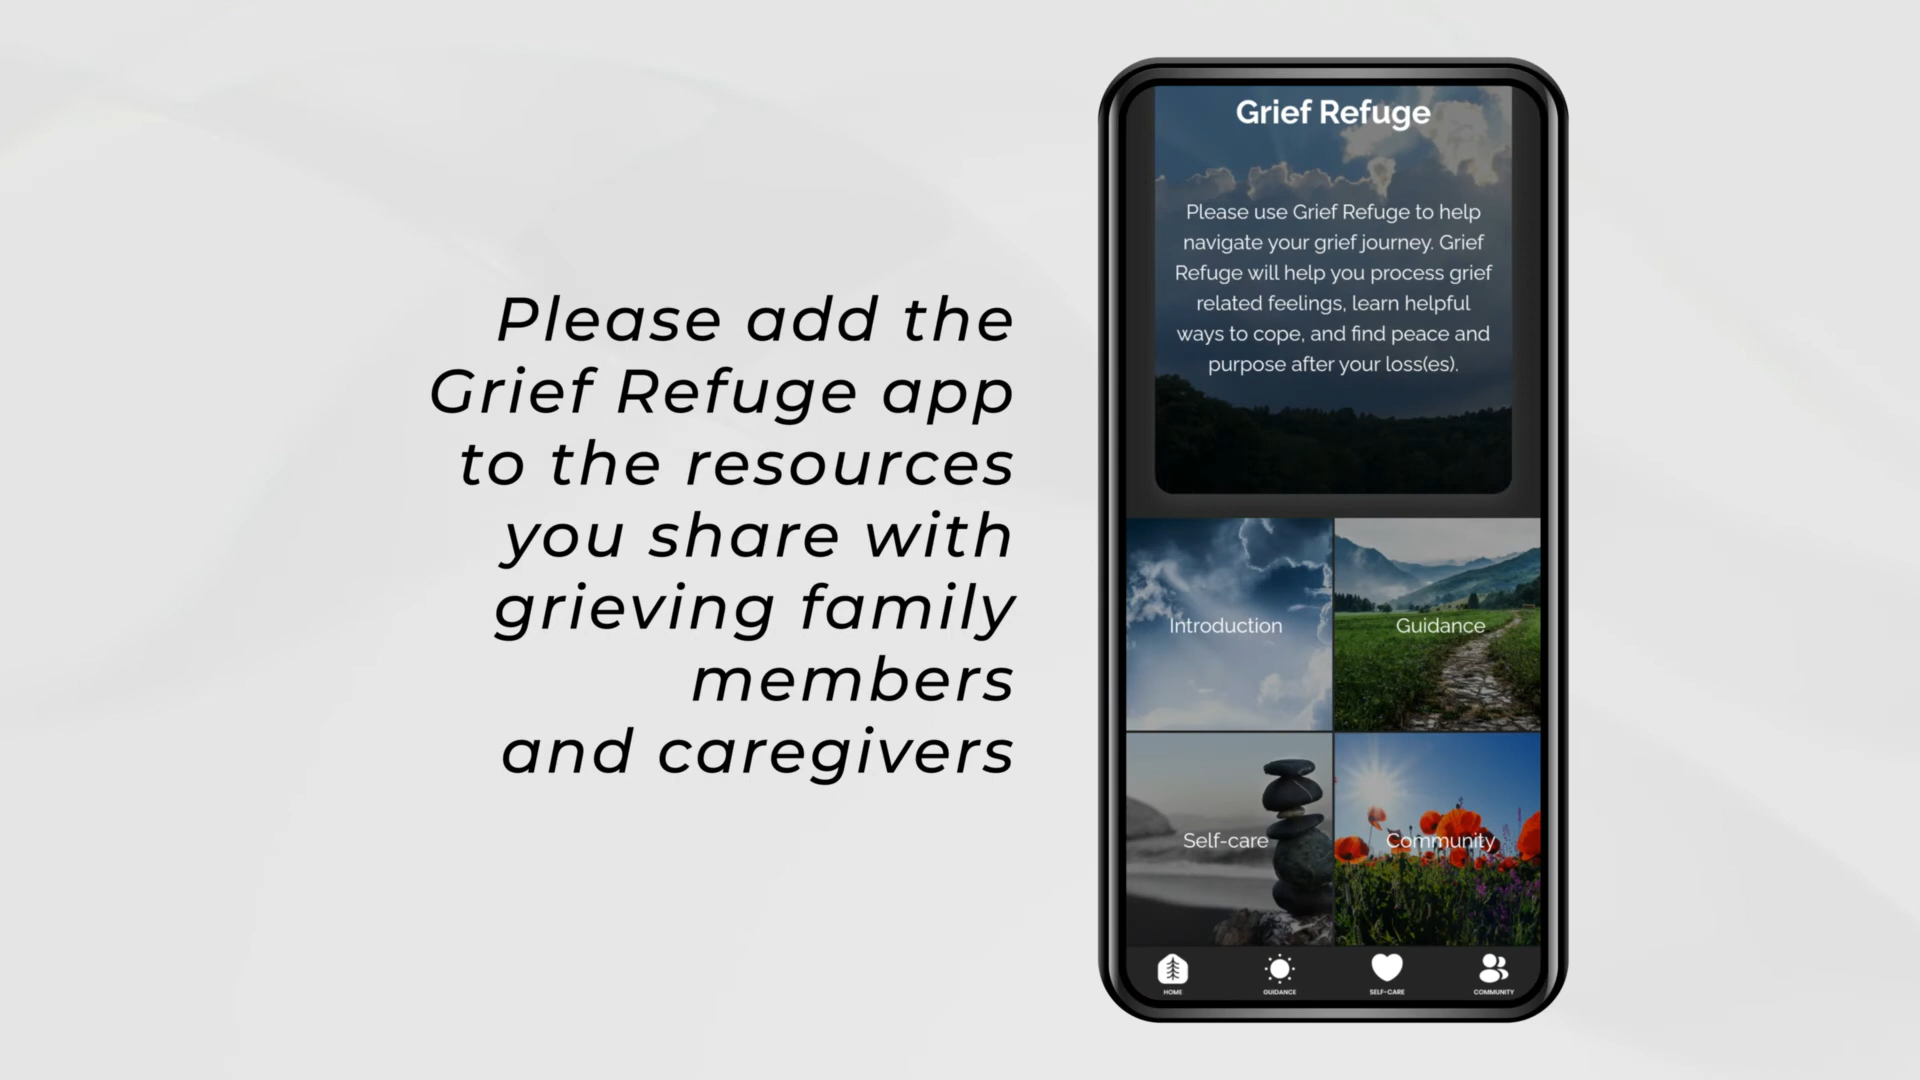 Please add the
Grief Refuge app
to the resources
you share with
grieving family
members
and caregivers
Grief Refuge
Please use Grief Refuge to help
navigate your grief journey. Grief
Refuge will help you process grief
related feelings, learn helpful
ways to cope, and find peace and
purpose after your loss(es).
Introduction
Guidance
Self-care
Community
HOME
GUIDANCE
SELF-CARE
COMMUNITY